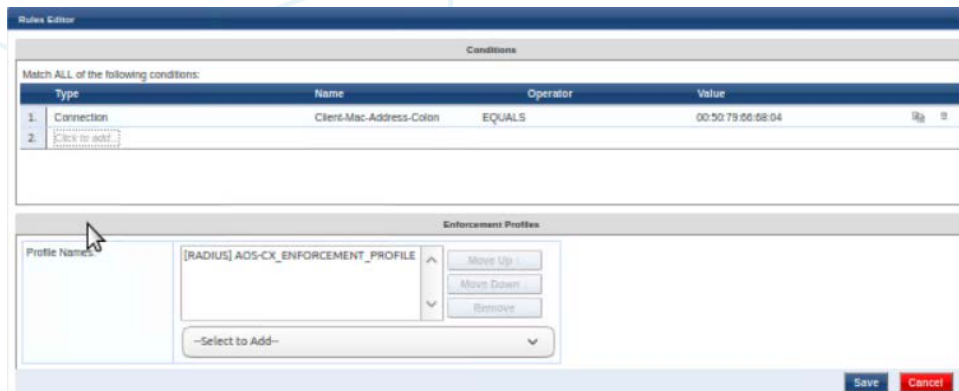 Rules Editor
Conditions
Match ALL of the following conditions:
Type Name Operator Value
1. Connection Client-Mac-Address-Colon EQUALS 00:50:79:66:68:04
2. Click to add...
Enforcement Profiles
Profile Names:
[RADIUS] AOS-CX_ENFORCEMENT_PROFILE
Move Up ↑
Move Down ↓
Remove
--Select to Add--
Save Cancel